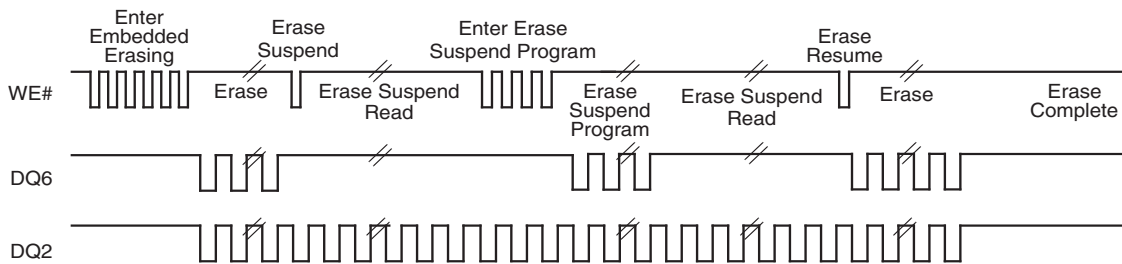 Enter
Embedded
Erasing
Erase
Suspend
Enter Erase
Suspend Program
Erase
Resume
WE#
Erase
Erase Suspend
Read
Erase
Suspend
Program
Erase Suspend
Read
Erase
Erase
Complete
DQ6
DQ2